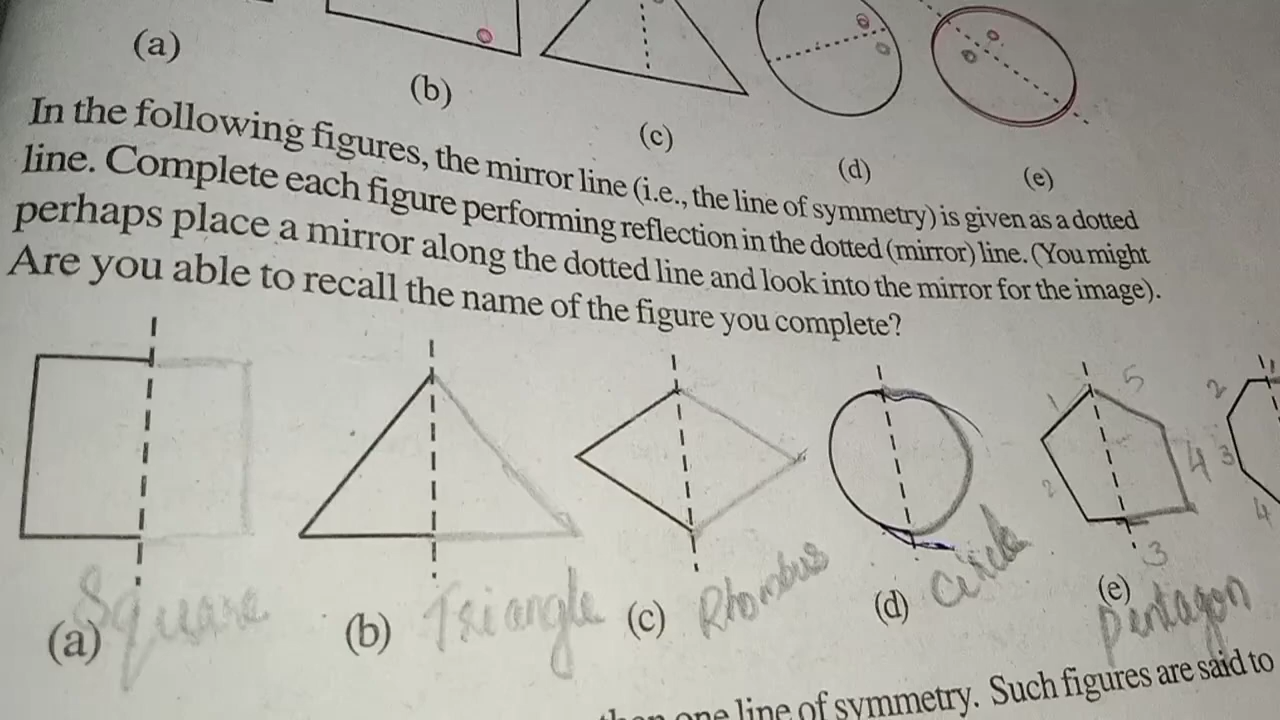 (a)
(b)
(c)
(d)
(e)
In the following figures, the mirror line (i.e., the line of symmetry) is given as a dotted
line. Complete each figure performing reflection in the dotted (mirror) line. (You might
perhaps place a mirror along the dotted line and look into the mirror for the image).
Are you able to recall the name of the figure you complete?
1 5
2 4
3
2
3
4
(a) Square
(b) Triangle
(c) Rhombus
(d) Circle
(e) Pentagon
than one line of symmetry. Such figures are said to